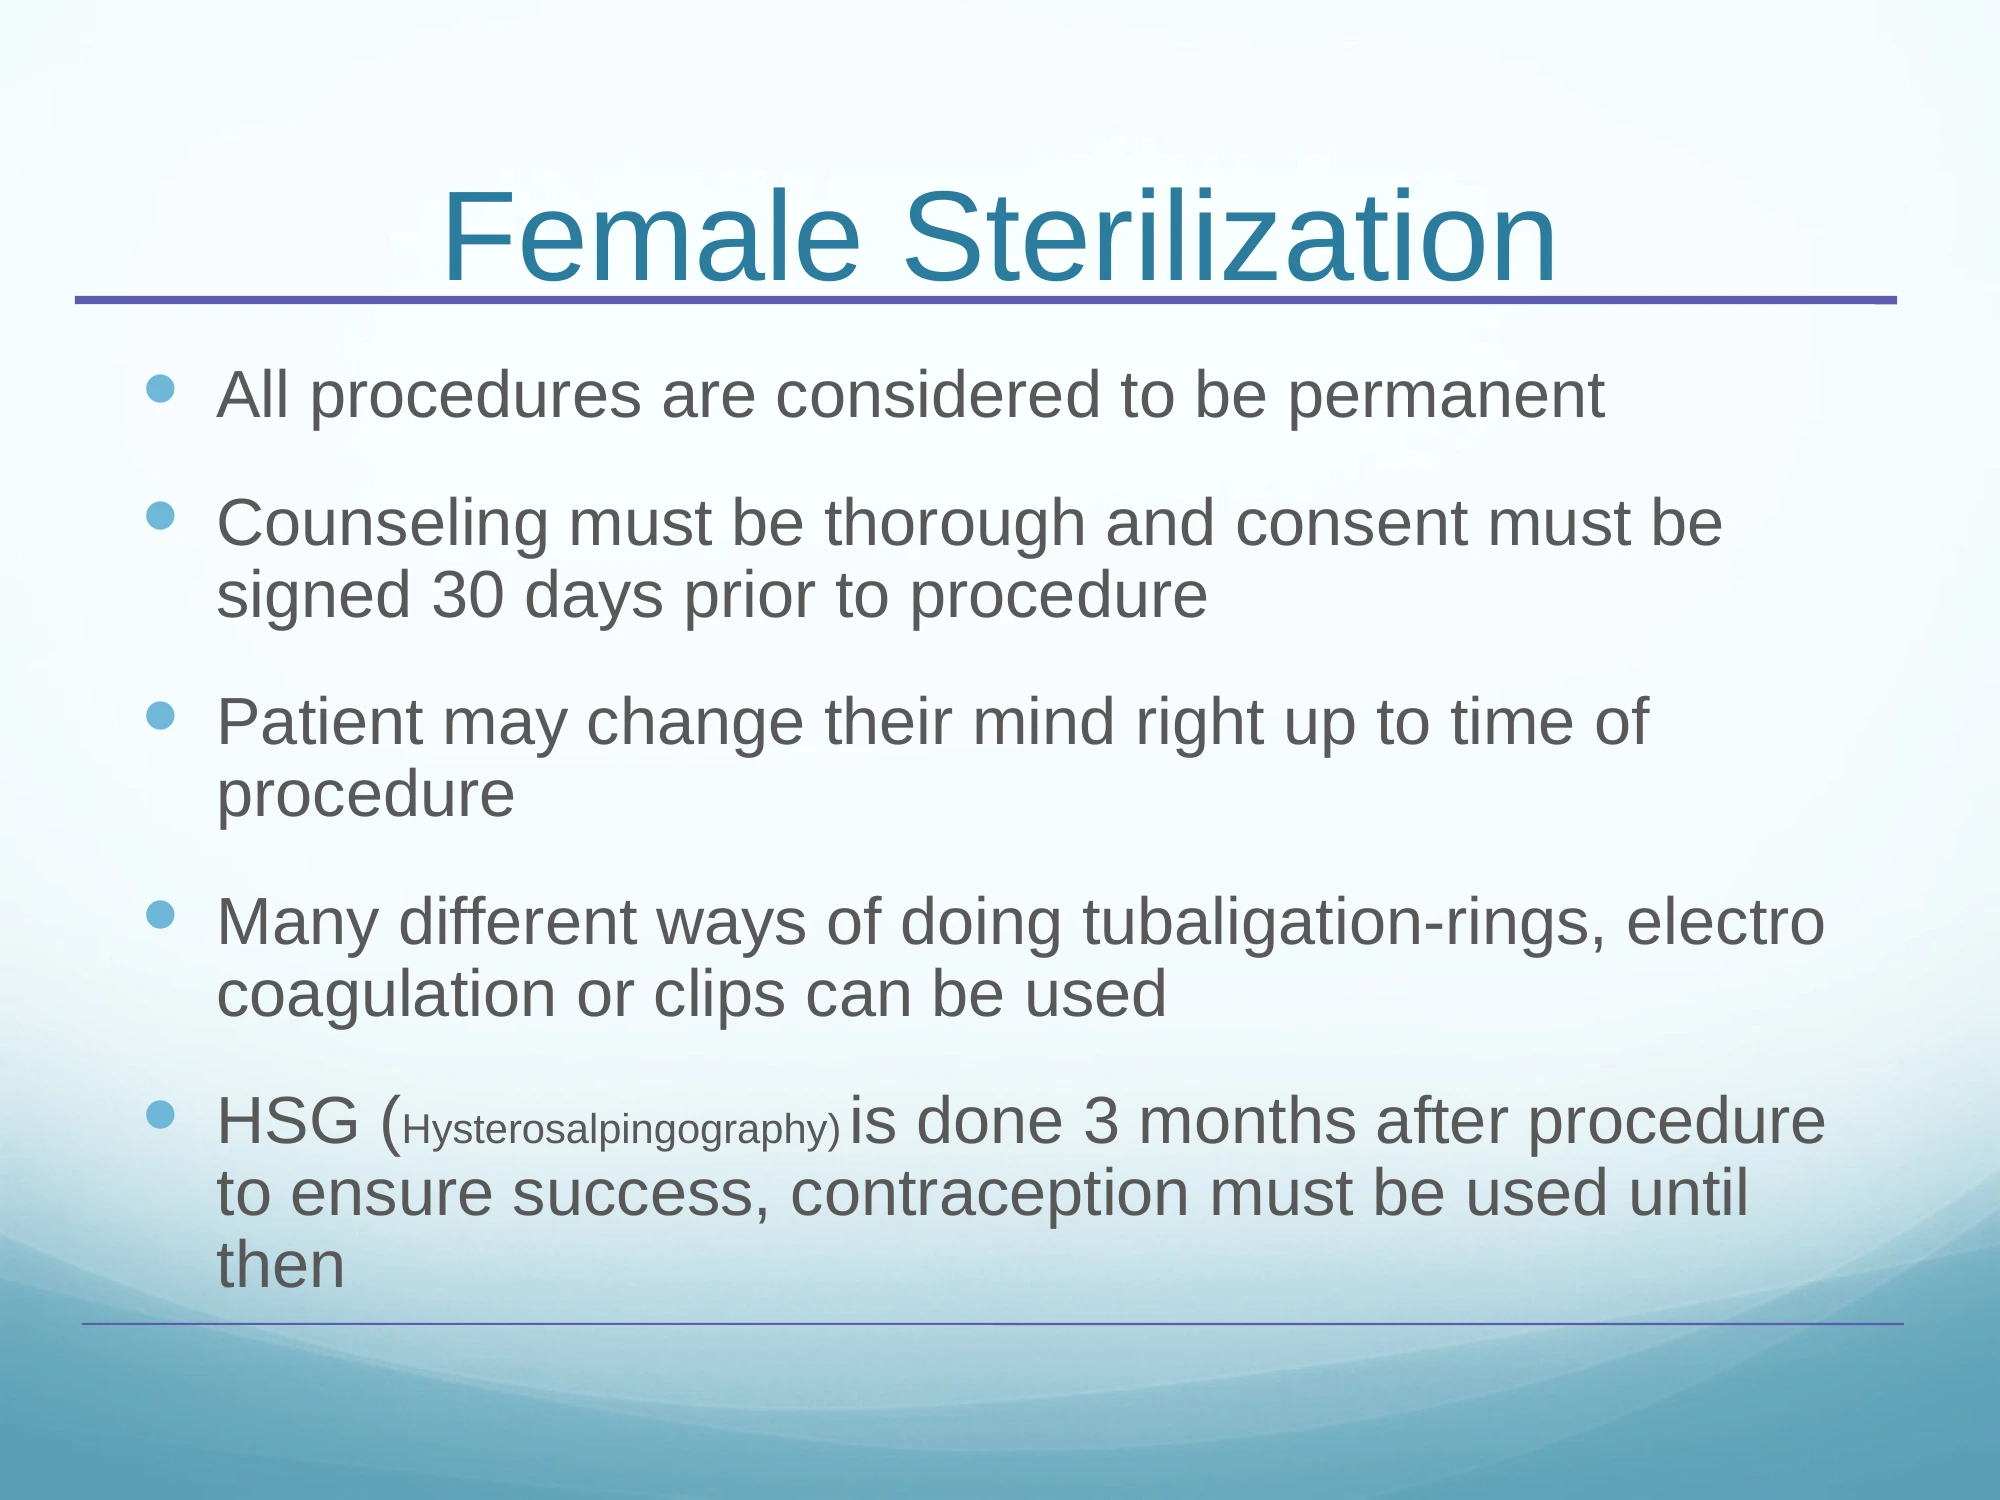 Female Sterilization
• All procedures are considered to be permanent
• Counseling must be thorough and consent must be
signed 30 days prior to procedure
• Patient may change their mind right up to time of
procedure
• Many different ways of doing tubaligation-rings, electro
coagulation or clips can be used
• HSG (Hysterosalpingography) is done 3 months after procedure
to ensure success, contraception must be used until
then